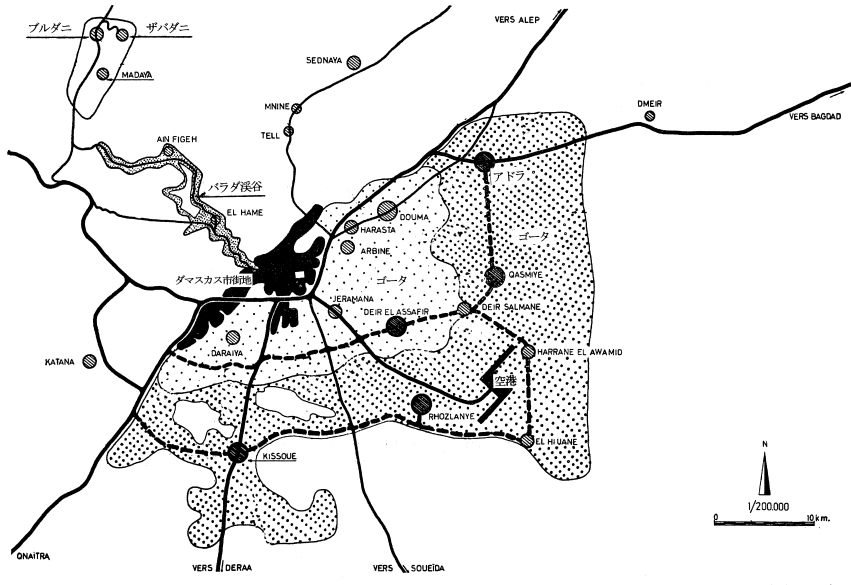 VERS ALEP
ブルダニ
ザバダニ
SEDNAYA
MADAYA
DMEIR
MNINE
VERS BAGDAD
TELL
AIN FIGEH
アドラ
バラダ渓谷
EL HAME
DOUMA
HARASTA
ゴータ
ARBINE
ダマスカス市街地
ゴータ
QASMIYE
JERAMANA
DEIR EL ASSAFIR
DEIR SALMANE
DARAIYA
HARRANE EL AWAMID
KATANA
空港
RHOZLANYE
EL HIJANE
KISSOUE
N
1/200.000
0 10 km.
QNAITRA
VERS DERAA
VERS SOUEÏDA